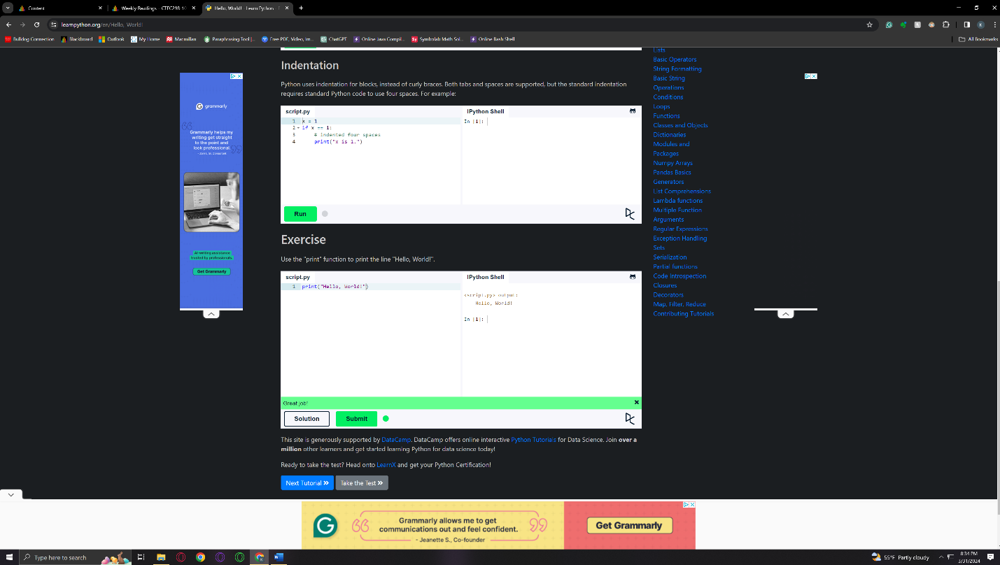 Content
Weekly Readings - CTEC298-10
Hello, World! - Learn Python - 
learnpython.org/en/Hello, World!
Bulldog Connection
Blackboard
Outlook
My Home
Macmillan
Paraphrasing Tool |...
Free PDF, Video, Im...
ChatGPT
Online Java Compil...
Symbolab Math Sol...
Online Bash Shell
All Bookmarks
grammarly
Grammarly helps my
writing get straight
to the point and
look professional.
AI writing assistance
trusted by professionals.
Get Grammarly
Indentation
Python uses indentation for blocks, instead of curly braces. Both tabs and spaces are supported, but the standard indentation
requires standard Python code to use four spaces. For example:
script.py
1 x = 1
2 if x == 1:
3     # indented four spaces
4     print("x is 1.")
IPython Shell
In [1]:
Run
Exercise
Use the "print" function to print the line "Hello, World!".
script.py
1 print("Hello, World!")
IPython Shell
<script.py> output:
    Hello, World!
In [1]:
Great job!
Solution
Submit
This site is generously supported by DataCamp. DataCamp offers online interactive Python Tutorials for Data Science. Join over a
million other learners and get started learning Python for data science today!
Ready to take the test? Head onto LearnX and get your Python Certification!
Next Tutorial
Take the Test
Lists
Basic Operators
String Formatting
Basic String
Operations
Conditions
Loops
Functions
Classes and Objects
Dictionaries
Modules and
Packages
Numpy Arrays
Pandas Basics
Generators
List Comprehensions
Lambda functions
Multiple Function
Arguments
Regular Expressions
Exception Handling
Sets
Serialization
Partial functions
Code Introspection
Closures
Decorators
Map, Filter, Reduce
Contributing Tutorials
Grammarly allows me to get
communications out and feel confident.
- Jeanette S., Co-founder
Get Grammarly
Type here to search
55°F Partly cloudy
8:34 PM
3/31/2024